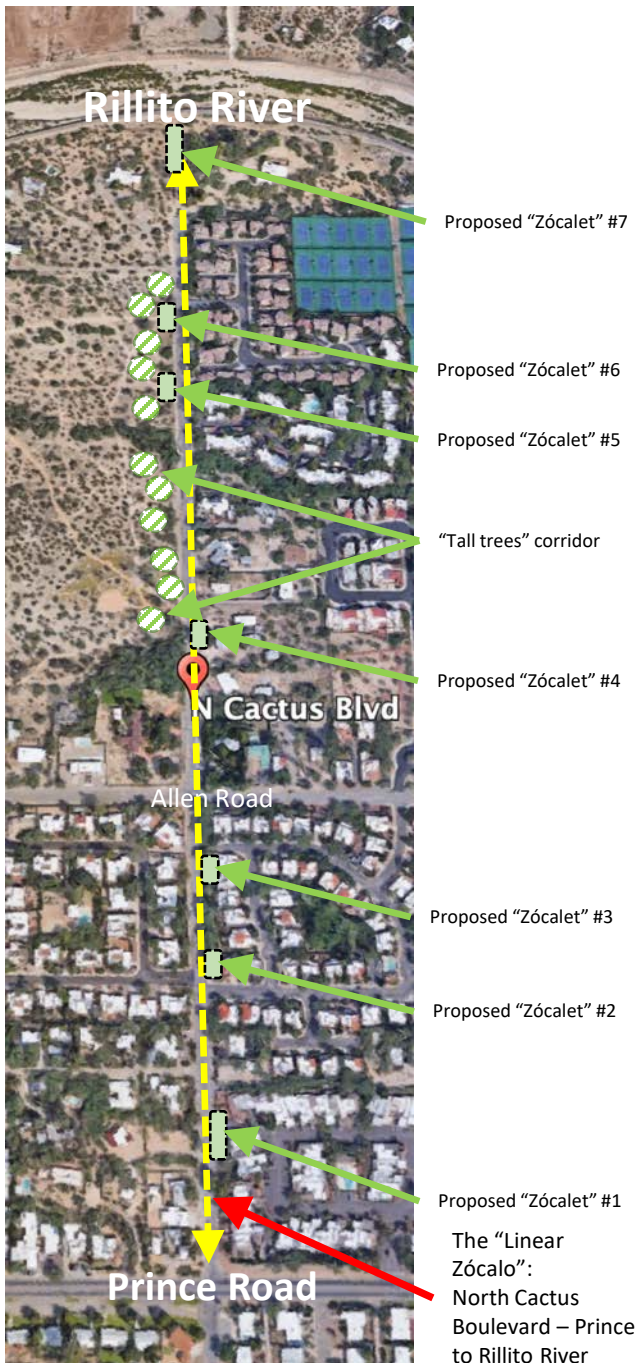 Rillito River
Proposed “Zócalet” #7
Proposed “Zócalet” #6
Proposed “Zócalet” #5
“Tall trees” corridor
Proposed “Zócalet” #4
N Cactus Blvd
Allen Road
Proposed “Zócalet” #3
Proposed “Zócalet” #2
Proposed “Zócalet” #1
The “Linear
Zócalo”:
North Cactus
Boulevard – Prince
to Rillito River
Prince Road